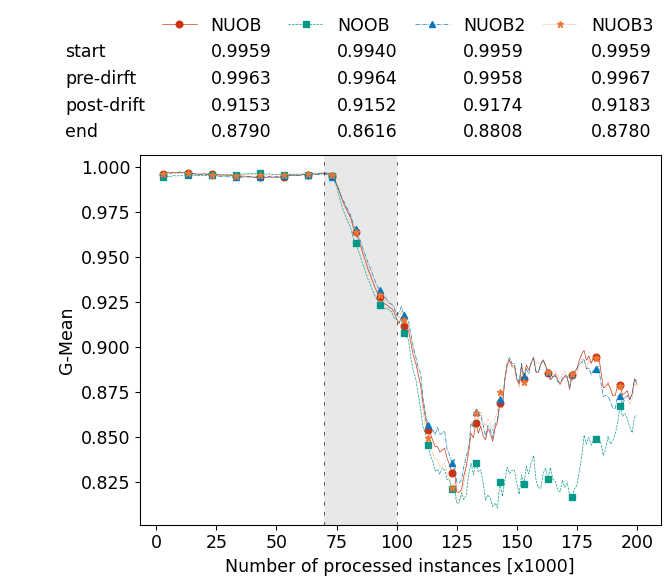 NUOB NOOB NUOB2 NUOB3
start 0.9959 0.9940 0.9959 0.9959
pre-dirft 0.9963 0.9964 0.9958 0.9967
post-drift 0.9153 0.9152 0.9174 0.9183
end 0.8790 0.8616 0.8808 0.8780
1.000
0.975
0.950
0.925
0.900
0.875
0.850
0.825
G-Mean
0 25 50 75 100 125 150 175 200
Number of processed instances [x1000]